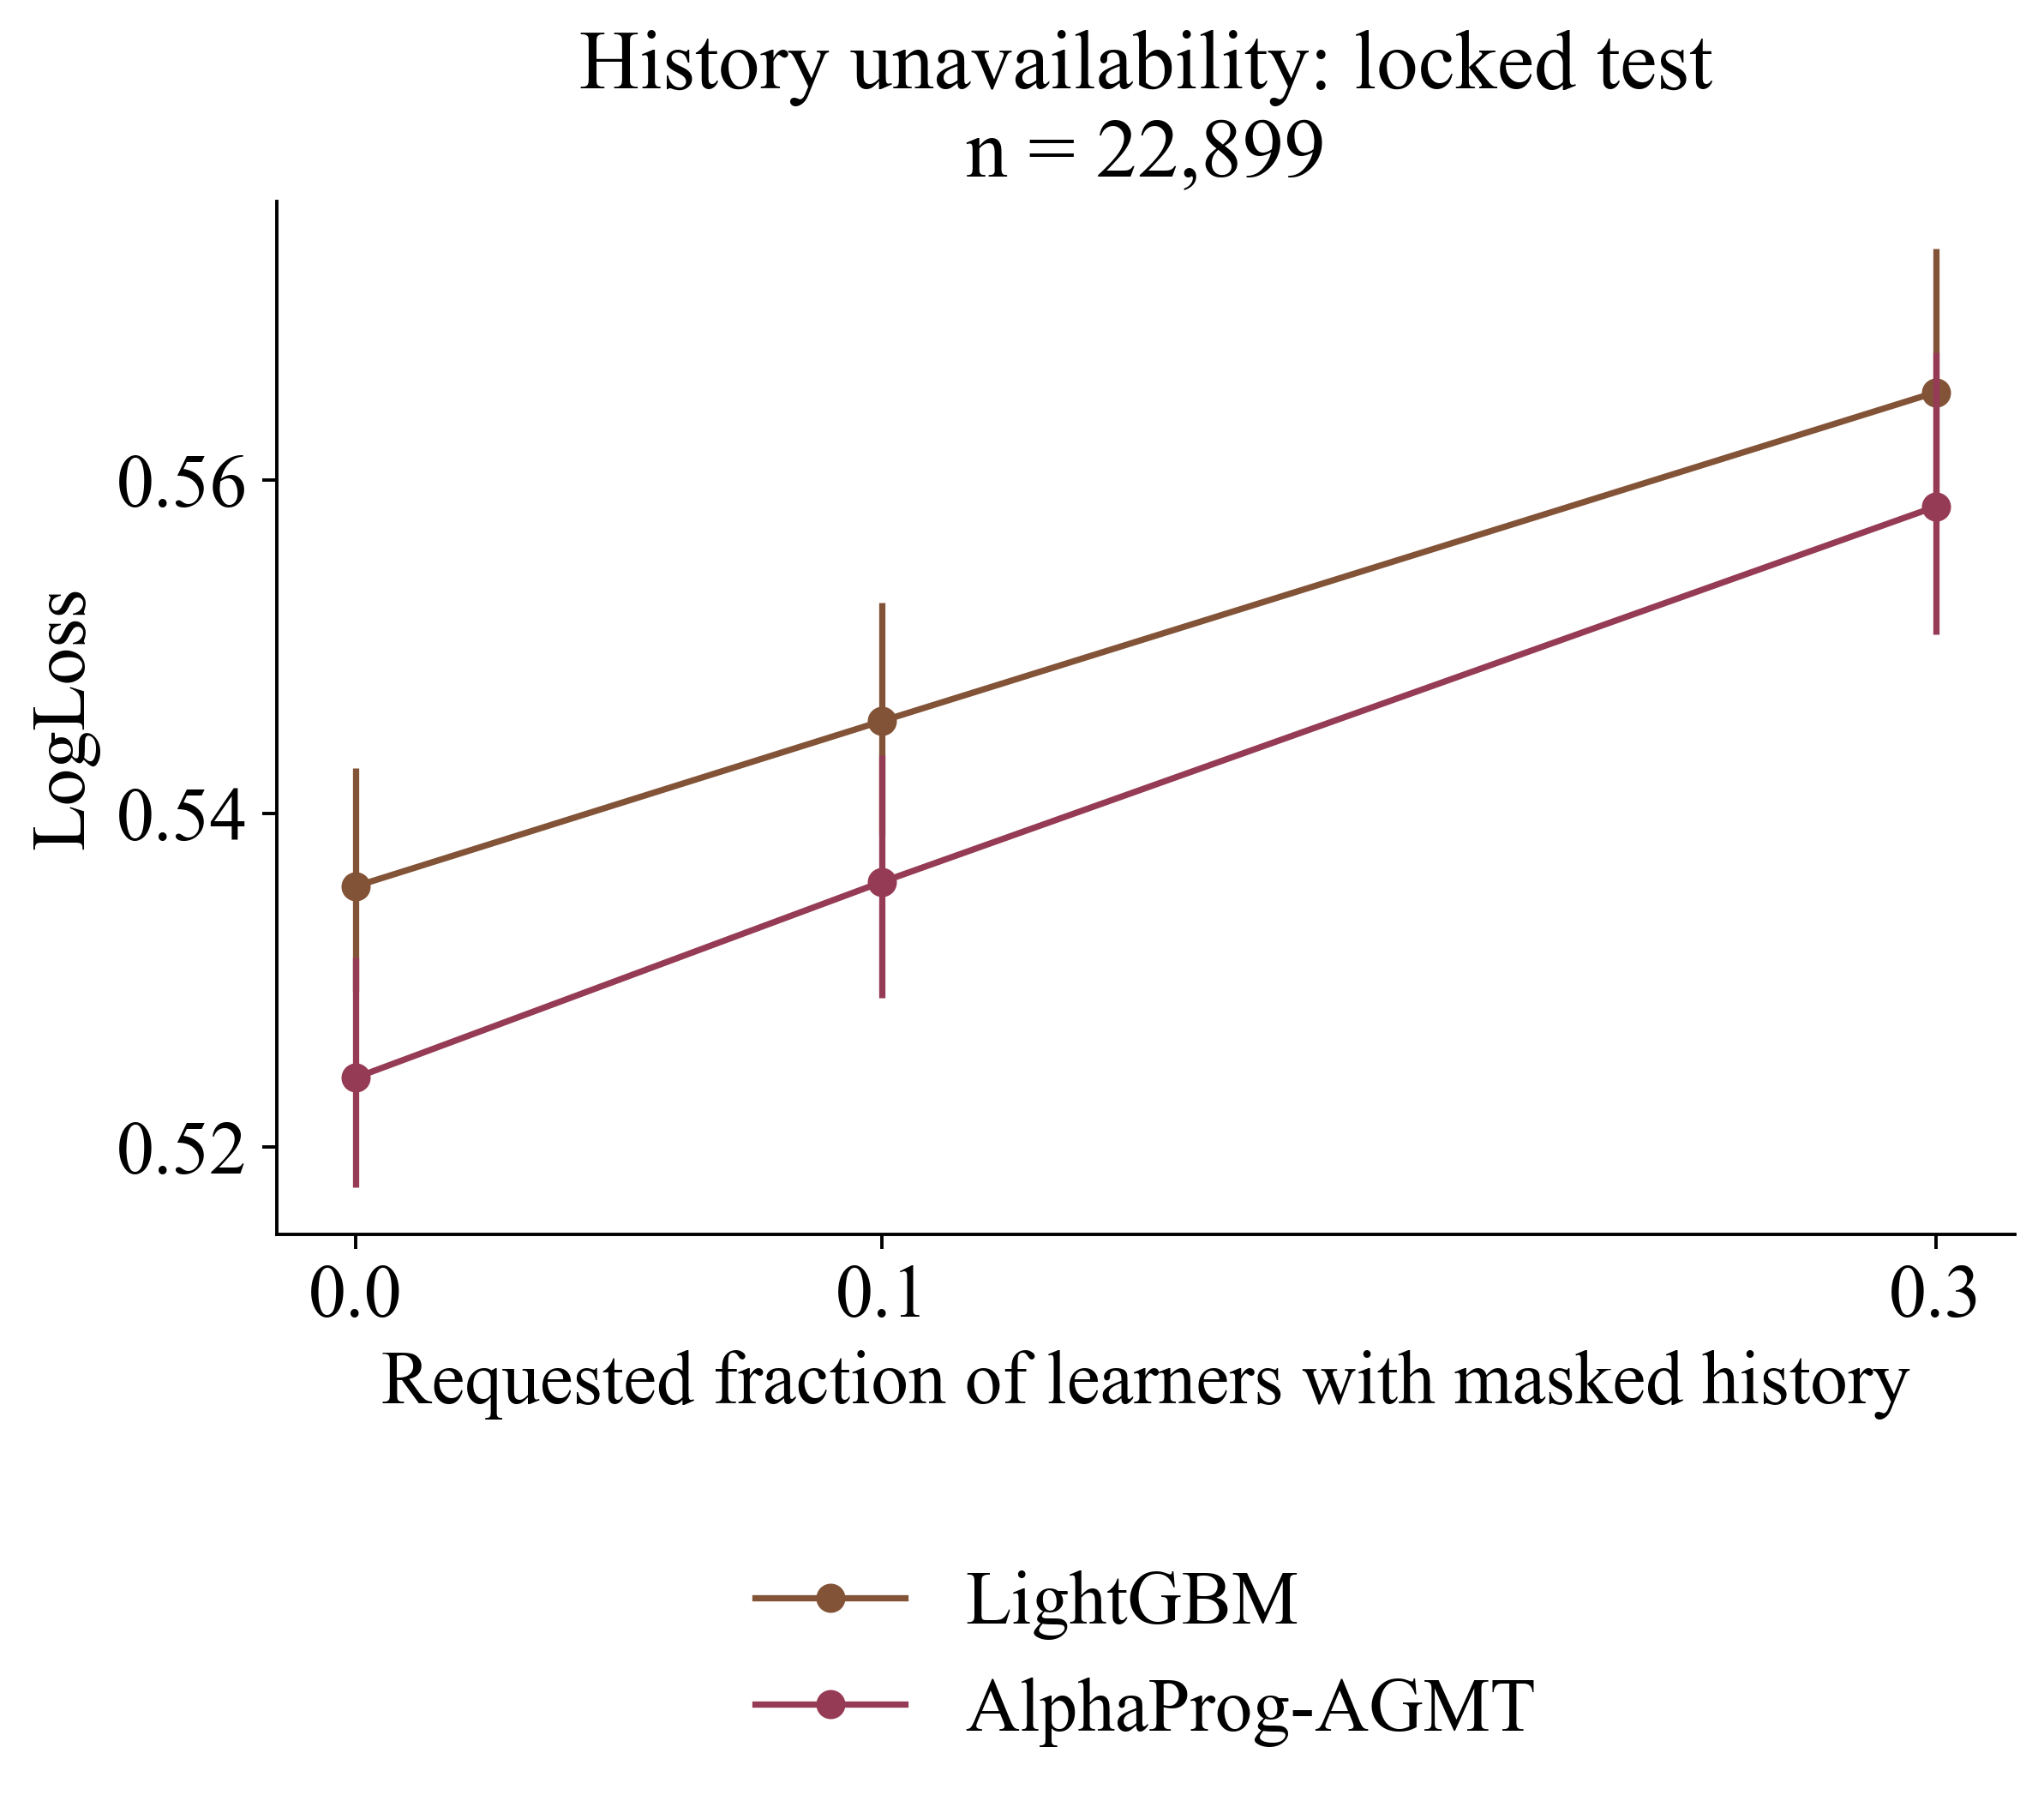 History unavailability: locked test
n = 22,899
LogLoss
0.56
0.54
0.52
0.0 0.1 0.3
Requested fraction of learners with masked history
LightGBM
AlphaProg-AGMT